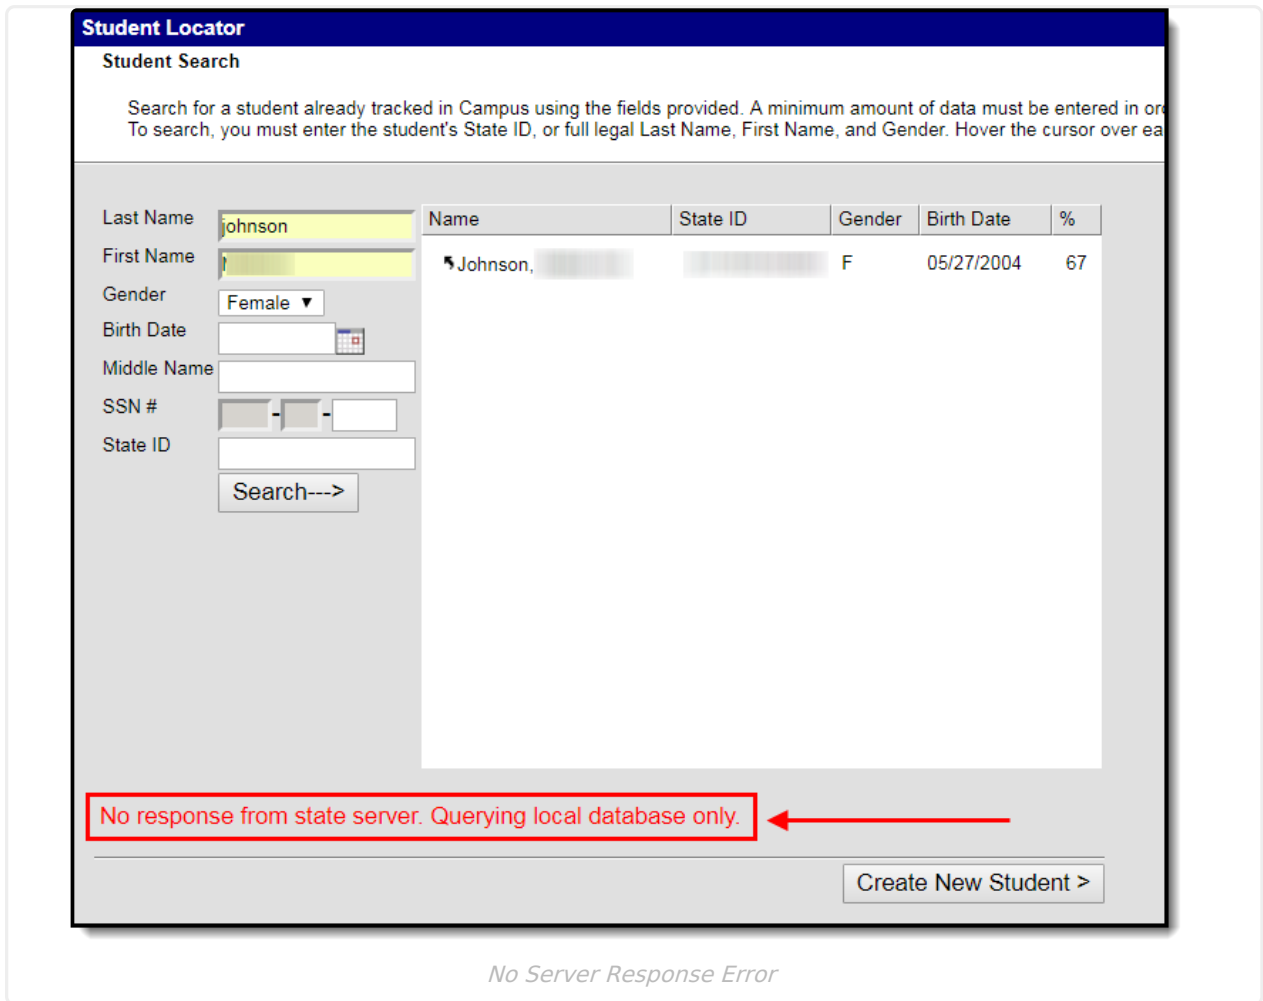 Student Locator
Student Search
Search for a student already tracked in Campus using the fields provided. A minimum amount of data must be entered in
To search, you must enter the student's State ID, or full legal Last Name, First Name, and Gender. Hover the cursor over
Last Name
johnson
First Name
Gender
Female ▼
Birth Date
Middle Name
SSN #
- -
State ID
Search--->
Name State ID Gender Birth Date %
Johnson, F 05/27/2004 67
No response from state server. Querying local database only.
Create New Student >
No Server Response Error